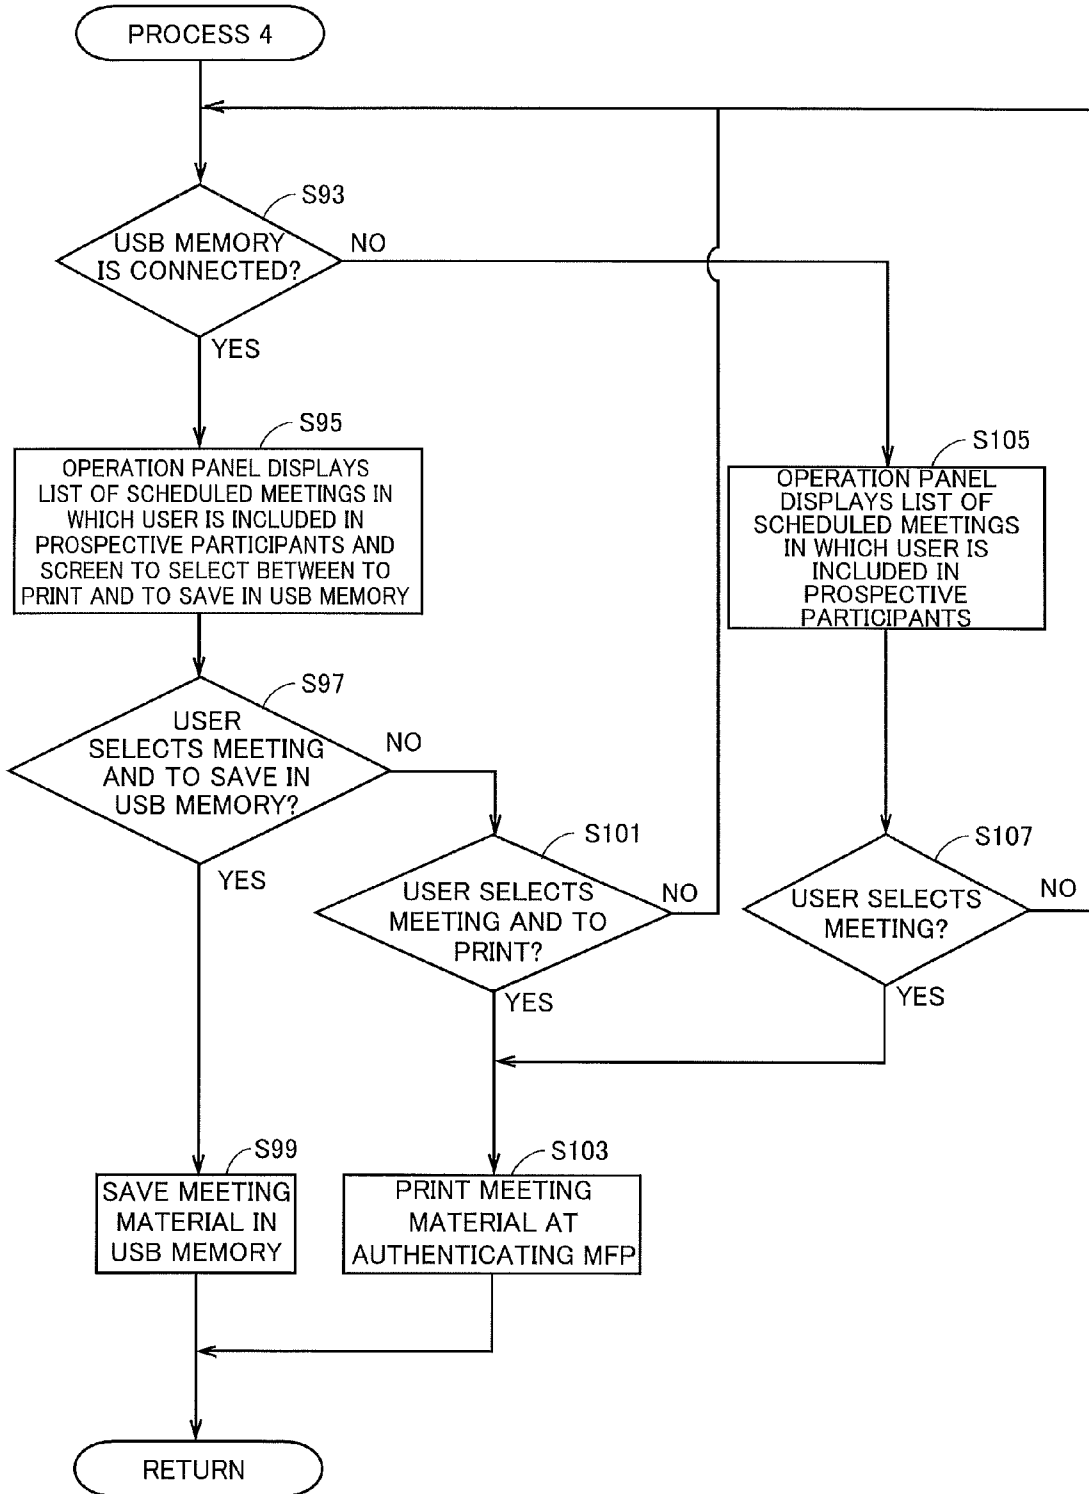 PROCESS 4
S93
USB MEMORY
IS CONNECTED?
NO
YES
S95
OPERATION PANEL DISPLAYS
LIST OF SCHEDULED MEETINGS IN
WHICH USER IS INCLUDED IN
PROSPECTIVE PARTICIPANTS AND
SCREEN TO SELECT BETWEEN TO
PRINT AND TO SAVE IN USB MEMORY
S105
OPERATION PANEL
DISPLAYS LIST OF
SCHEDULED MEETINGS
IN WHICH USER IS
INCLUDED IN
PROSPECTIVE
PARTICIPANTS
S97
USER
SELECTS MEETING
AND TO SAVE IN
USB MEMORY?
NO
YES
S101
USER SELECTS
MEETING AND TO
PRINT?
NO
YES
S107
USER SELECTS
MEETING?
NO
YES
S99
SAVE MEETING
MATERIAL IN
USB MEMORY
S103
PRINT MEETING
MATERIAL AT
AUTHENTICATING MFP
RETURN